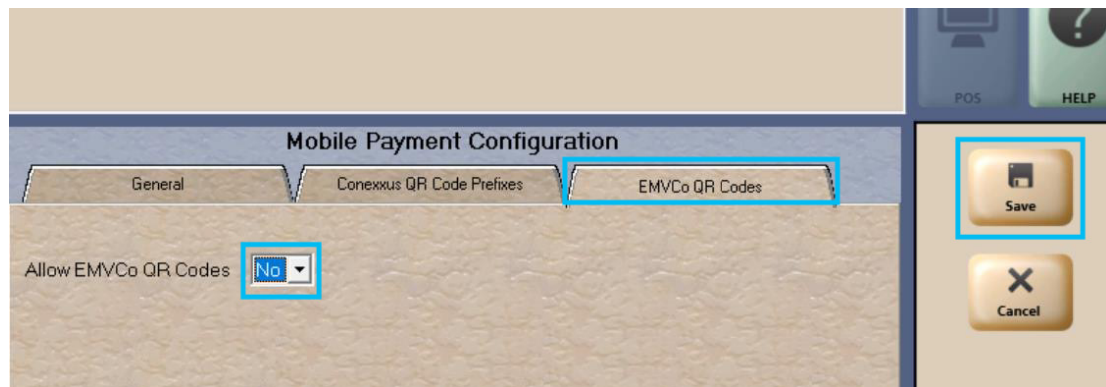 POS
HELP
Mobile Payment Configuration
General
Conexxus QR Code Prefixes
EMVCo QR Codes
Save
Allow EMVCo QR Codes
No
Cancel